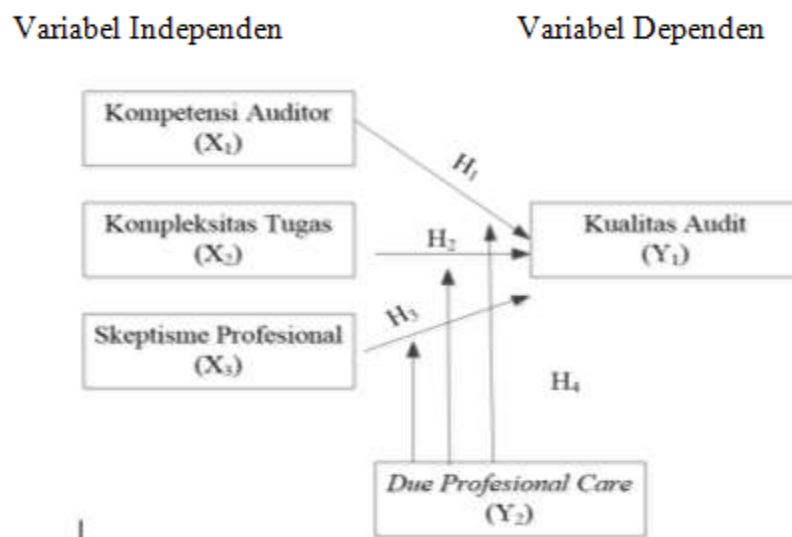 Variabel Independen
Variabel Dependen
Kompetensi Auditor
(X₁)
H₁
Kompleksitas Tugas
(X₂)
H₂
Kualitas Audit
(Y₁)
Skeptisme Profesional
(X₃)
H₃
H₄
Due Profesional Care
(Y₂)